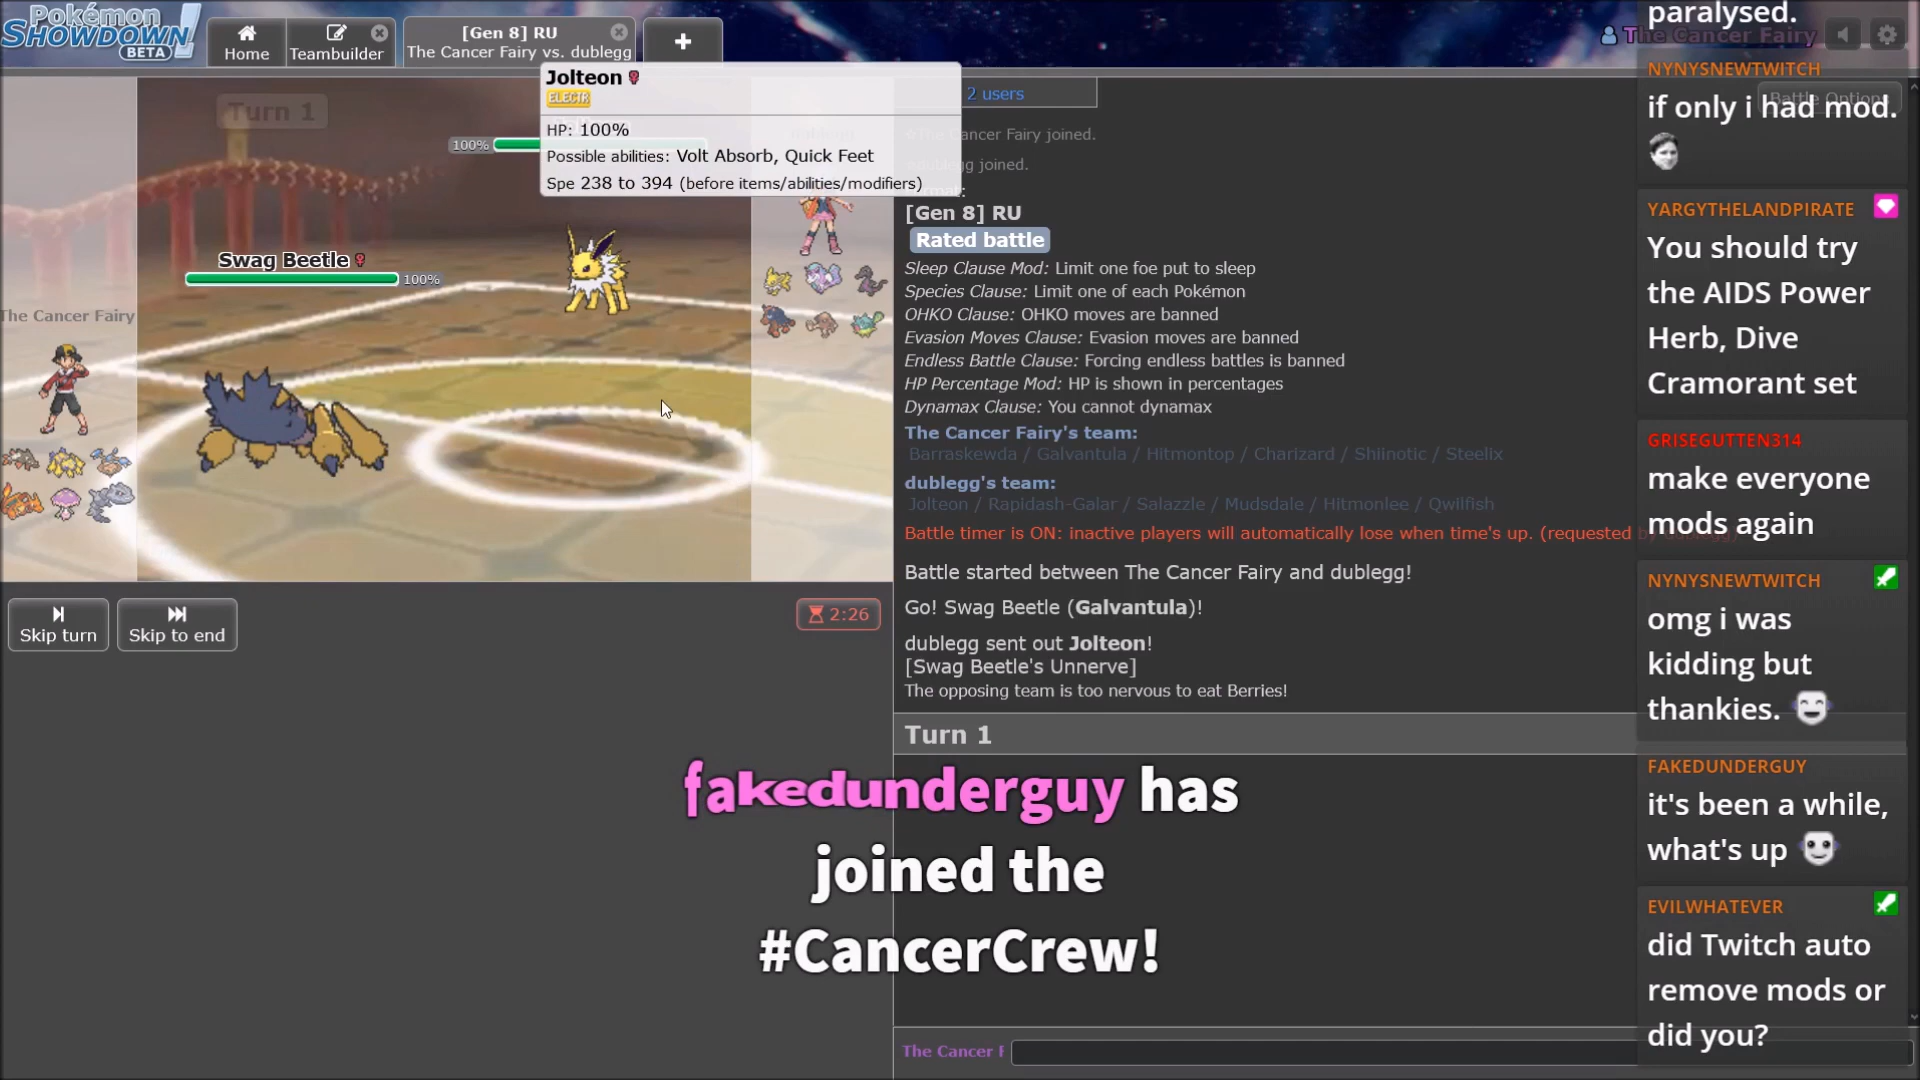 Pokémon
SHOWDOWN!
BETA
Home
Teambuilder
[Gen 8] RU
The Cancer Fairy vs. dublegg
The Cancer Fairy
Turn 1
Jolteon
ELECTR
HP: 100%
Possible abilities: Volt Absorb, Quick Feet
Spe 238 to 394 (before items/abilities/modifiers)
100%
Swag Beetle
100%
The Cancer Fairy
Skip turn
Skip to end
2:26
2 users
Cancer Fairy joined.
joined.
[Gen 8] RU
Rated battle
Sleep Clause Mod: Limit one foe put to sleep
Species Clause: Limit one of each Pokémon
OHKO Clause: OHKO moves are banned
Evasion Moves Clause: Evasion moves are banned
Endless Battle Clause: Forcing endless battles is banned
HP Percentage Mod: HP is shown in percentages
Dynamax Clause: You cannot dynamax
The Cancer Fairy's team:
Barraskewda / Galvantula / Hitmontop / Charizard / Shiinotic / Steelix
dublegg's team:
Jolteon / Rapidash-Galar / Salazzle / Mudsdale / Hitmonlee / Qwilfish
Battle timer is ON: inactive players will automatically lose when time's up. (requested
Battle started between The Cancer Fairy and dublegg!
Go! Swag Beetle (Galvantula)!
dublegg sent out Jolteon!
[Swag Beetle's Unnerve]
The opposing team is too nervous to eat Berries!
Turn 1
The Cancer F
fakedunderguy has
joined the
#CancerCrew!
paralysed.
NYNYSNEWTWITCH
Battle Options
if only i had mod.
YARGYTHELANDPIRATE
You should try
the AIDS Power
Herb, Dive
Cramorant set
GRISEGUTTEN314
make everyone
mods again
NYNYSNEWTWITCH
omg i was
kidding but
thankies.
FAKEDUNDERGUY
it's been a while,
what's up
EVILWHATEVER
did Twitch auto
remove mods or
did you?